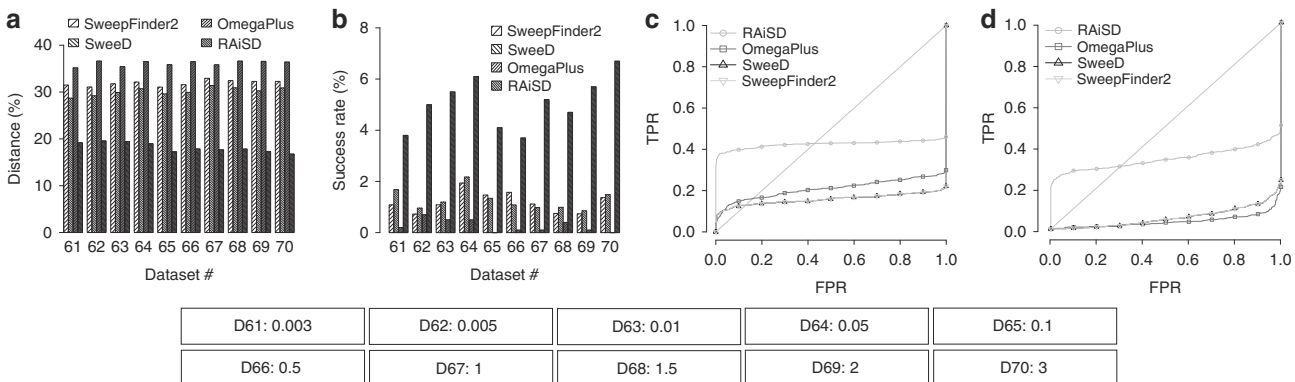 a
SweepFinder2
OmegaPlus
SweeD
RAiSD
40
30
20
10
0
Distance (%)
61 62 63 64 65 66 67 68 69 70
Dataset #
b
SweepFinder2
SweeD
OmegaPlus
RAiSD
8
6
4
2
0
Success rate (%)
61 62 63 64 65 66 67 68 69 70
Dataset #
c
RAiSD
OmegaPlus
SweeD
SweepFinder2
1.0
0.8
0.6
0.4
0.2
0.0
TPR
0.0 0.2 0.4 0.6 0.8 1.0
FPR
d
RAiSD
OmegaPlus
SweeD
SweepFinder2
1.0
0.8
0.6
0.4
0.2
0.0
TPR
0.0 0.2 0.4 0.6 0.8 1.0
FPR
D61: 0.003 D62: 0.005 D63: 0.01 D64: 0.05 D65: 0.1
D66: 0.5 D67: 1 D68: 1.5 D69: 2 D70: 3